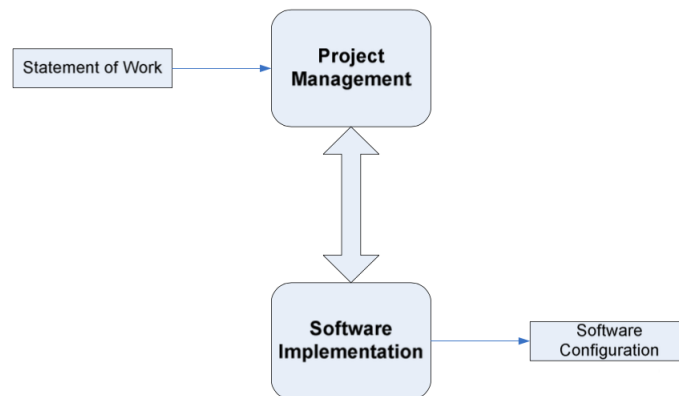 Project
Management
Statement of Work
Software
Implementation
Software
Configuration